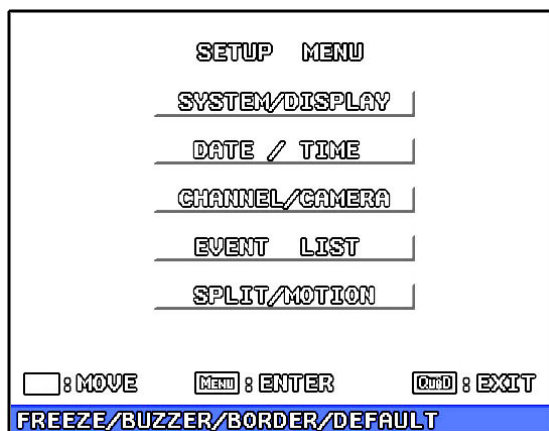 SETUP MENU
SYSTEM/DISPLAY
DATE / TIME
CHANNEL/CAMERA
EVENT LIST
SPLIT/MOTION
: MOVE MENU : ENTER QUAD : EXIT
FREEZE/BUZZER/BORDER/DEFAULT